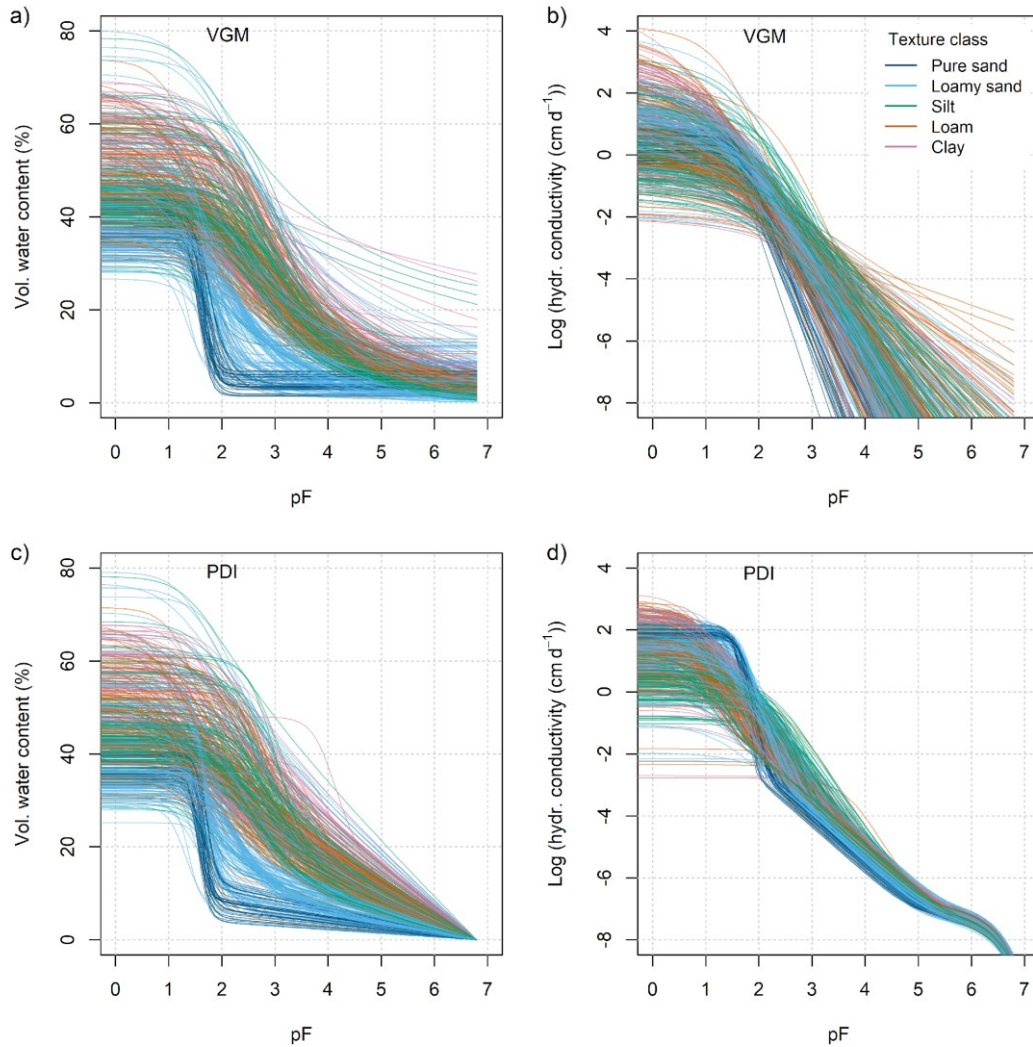 a)
VGM
Vol. water content (%)
80
60
40
20
0
0 1 2 3 4 5 6 7
pF
b)
VGM
Log (hydr. conductivity (cm d⁻¹))
4
2
0
-2
-4
-6
-8
0 1 2 3 4 5 6 7
pF
Texture class
Pure sand
Loamy sand
Silt
Loam
Clay
c)
PDI
Vol. water content (%)
80
60
40
20
0
0 1 2 3 4 5 6 7
pF
d)
PDI
Log (hydr. conductivity (cm d⁻¹))
4
2
0
-2
-4
-6
-8
0 1 2 3 4 5 6 7
pF